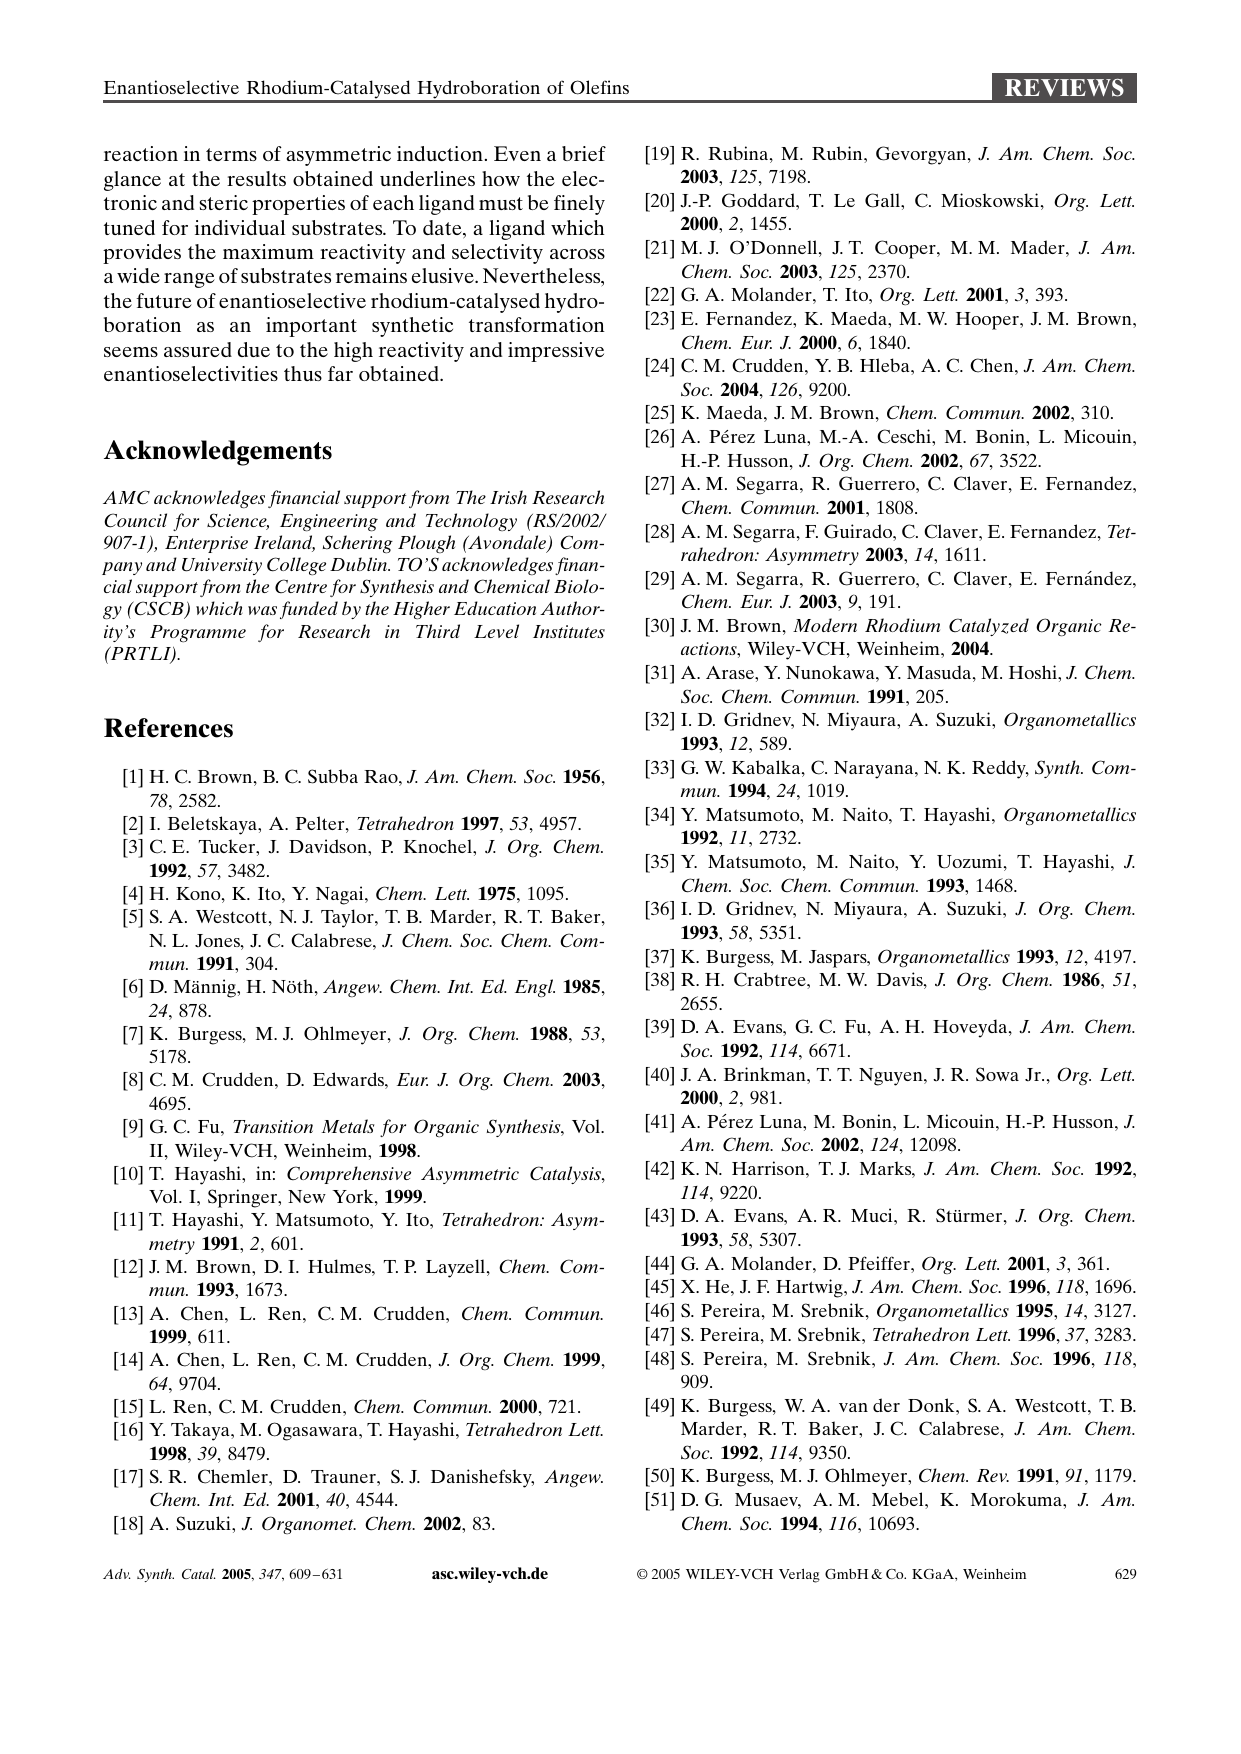 Enantioselective Rhodium-Catalysed Hydroboration of Olefins
REVIEWS
reaction in terms of asymmetric induction. Even a brief
glance at the results obtained underlines how the elec-
tronic and steric properties of each ligand must be finely
tuned for individual substrates. To date, a ligand which
provides the maximum reactivity and selectivity across
a wide range of substrates remains elusive. Nevertheless,
the future of enantioselective rhodium-catalysed hydro-
boration as an important synthetic transformation
seems assured due to the high reactivity and impressive
enantioselectivities thus far obtained.
Acknowledgements
AMC acknowledges financial support from The Irish Research
Council for Science, Engineering and Technology (RS/2002/
907-1), Enterprise Ireland, Schering Plough (Avondale) Com-
pany and University College Dublin. TO'S acknowledges finan-
cial support from the Centre for Synthesis and Chemical Biolo-
gy (CSCB) which was funded by the Higher Education Author-
ity's Programme for Research in Third Level Institutes
(PRTLI).
References
[1] H. C. Brown, B. C. Subba Rao, J. Am. Chem. Soc. 1956,
78, 2582.
[2] I. Beletskaya, A. Pelter, Tetrahedron 1997, 53, 4957.
[3] C. E. Tucker, J. Davidson, P. Knochel, J. Org. Chem.
1992, 57, 3482.
[4] H. Kono, K. Ito, Y. Nagai, Chem. Lett. 1975, 1095.
[5] S. A. Westcott, N. J. Taylor, T. B. Marder, R. T. Baker,
N. L. Jones, J. C. Calabrese, J. Chem. Soc. Chem. Com-
mun. 1991, 304.
[6] D. Männig, H. Nöth, Angew. Chem. Int. Ed. Engl. 1985,
24, 878.
[7] K. Burgess, M. J. Ohlmeyer, J. Org. Chem. 1988, 53,
5178.
[8] C. M. Crudden, D. Edwards, Eur. J. Org. Chem. 2003,
4695.
[9] G. C. Fu, Transition Metals for Organic Synthesis, Vol.
II, Wiley-VCH, Weinheim, 1998.
[10] T. Hayashi, in: Comprehensive Asymmetric Catalysis,
Vol. I, Springer, New York, 1999.
[11] T. Hayashi, Y. Matsumoto, Y. Ito, Tetrahedron: Asym-
metry 1991, 2, 601.
[12] J. M. Brown, D. I. Hulmes, T. P. Layzell, Chem. Com-
mun. 1993, 1673.
[13] A. Chen, L. Ren, C. M. Crudden, Chem. Commun.
1999, 611.
[14] A. Chen, L. Ren, C. M. Crudden, J. Org. Chem. 1999,
64, 9704.
[15] L. Ren, C. M. Crudden, Chem. Commun. 2000, 721.
[16] Y. Takaya, M. Ogasawara, T. Hayashi, Tetrahedron Lett.
1998, 39, 8479.
[17] S. R. Chemler, D. Trauner, S. J. Danishefsky, Angew.
Chem. Int. Ed. 2001, 40, 4544.
[18] A. Suzuki, J. Organomet. Chem. 2002, 83.
[19] R. Rubina, M. Rubin, Gevorgyan, J. Am. Chem. Soc.
2003, 125, 7198.
[20] J.-P. Goddard, T. Le Gall, C. Mioskowski, Org. Lett.
2000, 2, 1455.
[21] M. J. O'Donnell, J. T. Cooper, M. M. Mader, J. Am.
Chem. Soc. 2003, 125, 2370.
[22] G. A. Molander, T. Ito, Org. Lett. 2001, 3, 393.
[23] E. Fernandez, K. Maeda, M. W. Hooper, J. M. Brown,
Chem. Eur. J. 2000, 6, 1840.
[24] C. M. Crudden, Y. B. Hleba, A. C. Chen, J. Am. Chem.
Soc. 2004, 126, 9200.
[25] K. Maeda, J. M. Brown, Chem. Commun. 2002, 310.
[26] A. Pérez Luna, M.-A. Ceschi, M. Bonin, L. Micouin,
H.-P. Husson, J. Org. Chem. 2002, 67, 3522.
[27] A. M. Segarra, R. Guerrero, C. Claver, E. Fernandez,
Chem. Commun. 2001, 1808.
[28] A. M. Segarra, F. Guirado, C. Claver, E. Fernandez, Tet-
rahedron: Asymmetry 2003, 14, 1611.
[29] A. M. Segarra, R. Guerrero, C. Claver, E. Fernández,
Chem. Eur. J. 2003, 9, 191.
[30] J. M. Brown, Modern Rhodium Catalyzed Organic Re-
actions, Wiley-VCH, Weinheim, 2004.
[31] A. Arase, Y. Nunokawa, Y. Masuda, M. Hoshi, J. Chem.
Soc. Chem. Commun. 1991, 205.
[32] I. D. Gridnev, N. Miyaura, A. Suzuki, Organometallics
1993, 12, 589.
[33] G. W. Kabalka, C. Narayana, N. K. Reddy, Synth. Com-
mun. 1994, 24, 1019.
[34] Y. Matsumoto, M. Naito, T. Hayashi, Organometallics
1992, 11, 2732.
[35] Y. Matsumoto, M. Naito, Y. Uozumi, T. Hayashi, J.
Chem. Soc. Chem. Commun. 1993, 1468.
[36] I. D. Gridnev, N. Miyaura, A. Suzuki, J. Org. Chem.
1993, 58, 5351.
[37] K. Burgess, M. Jaspars, Organometallics 1993, 12, 4197.
[38] R. H. Crabtree, M. W. Davis, J. Org. Chem. 1986, 51,
2655.
[39] D. A. Evans, G. C. Fu, A. H. Hoveyda, J. Am. Chem.
Soc. 1992, 114, 6671.
[40] J. A. Brinkman, T. T. Nguyen, J. R. Sowa Jr., Org. Lett.
2000, 2, 981.
[41] A. Pérez Luna, M. Bonin, L. Micouin, H.-P. Husson, J.
Am. Chem. Soc. 2002, 124, 12098.
[42] K. N. Harrison, T. J. Marks, J. Am. Chem. Soc. 1992,
114, 9220.
[43] D. A. Evans, A. R. Muci, R. Stürmer, J. Org. Chem.
1993, 58, 5307.
[44] G. A. Molander, D. Pfeiffer, Org. Lett. 2001, 3, 361.
[45] X. He, J. F. Hartwig, J. Am. Chem. Soc. 1996, 118, 1696.
[46] S. Pereira, M. Srebnik, Organometallics 1995, 14, 3127.
[47] S. Pereira, M. Srebnik, Tetrahedron Lett. 1996, 37, 3283.
[48] S. Pereira, M. Srebnik, J. Am. Chem. Soc. 1996, 118,
909.
[49] K. Burgess, W. A. van der Donk, S. A. Westcott, T. B.
Marder, R. T. Baker, J. C. Calabrese, J. Am. Chem.
Soc. 1992, 114, 9350.
[50] K. Burgess, M. J. Ohlmeyer, Chem. Rev. 1991, 91, 1179.
[51] D. G. Musaev, A. M. Mebel, K. Morokuma, J. Am.
Chem. Soc. 1994, 116, 10693.
Adv. Synth. Catal. 2005, 347, 609–631
asc.wiley-vch.de
© 2005 WILEY-VCH Verlag GmbH & Co. KGaA, Weinheim
629